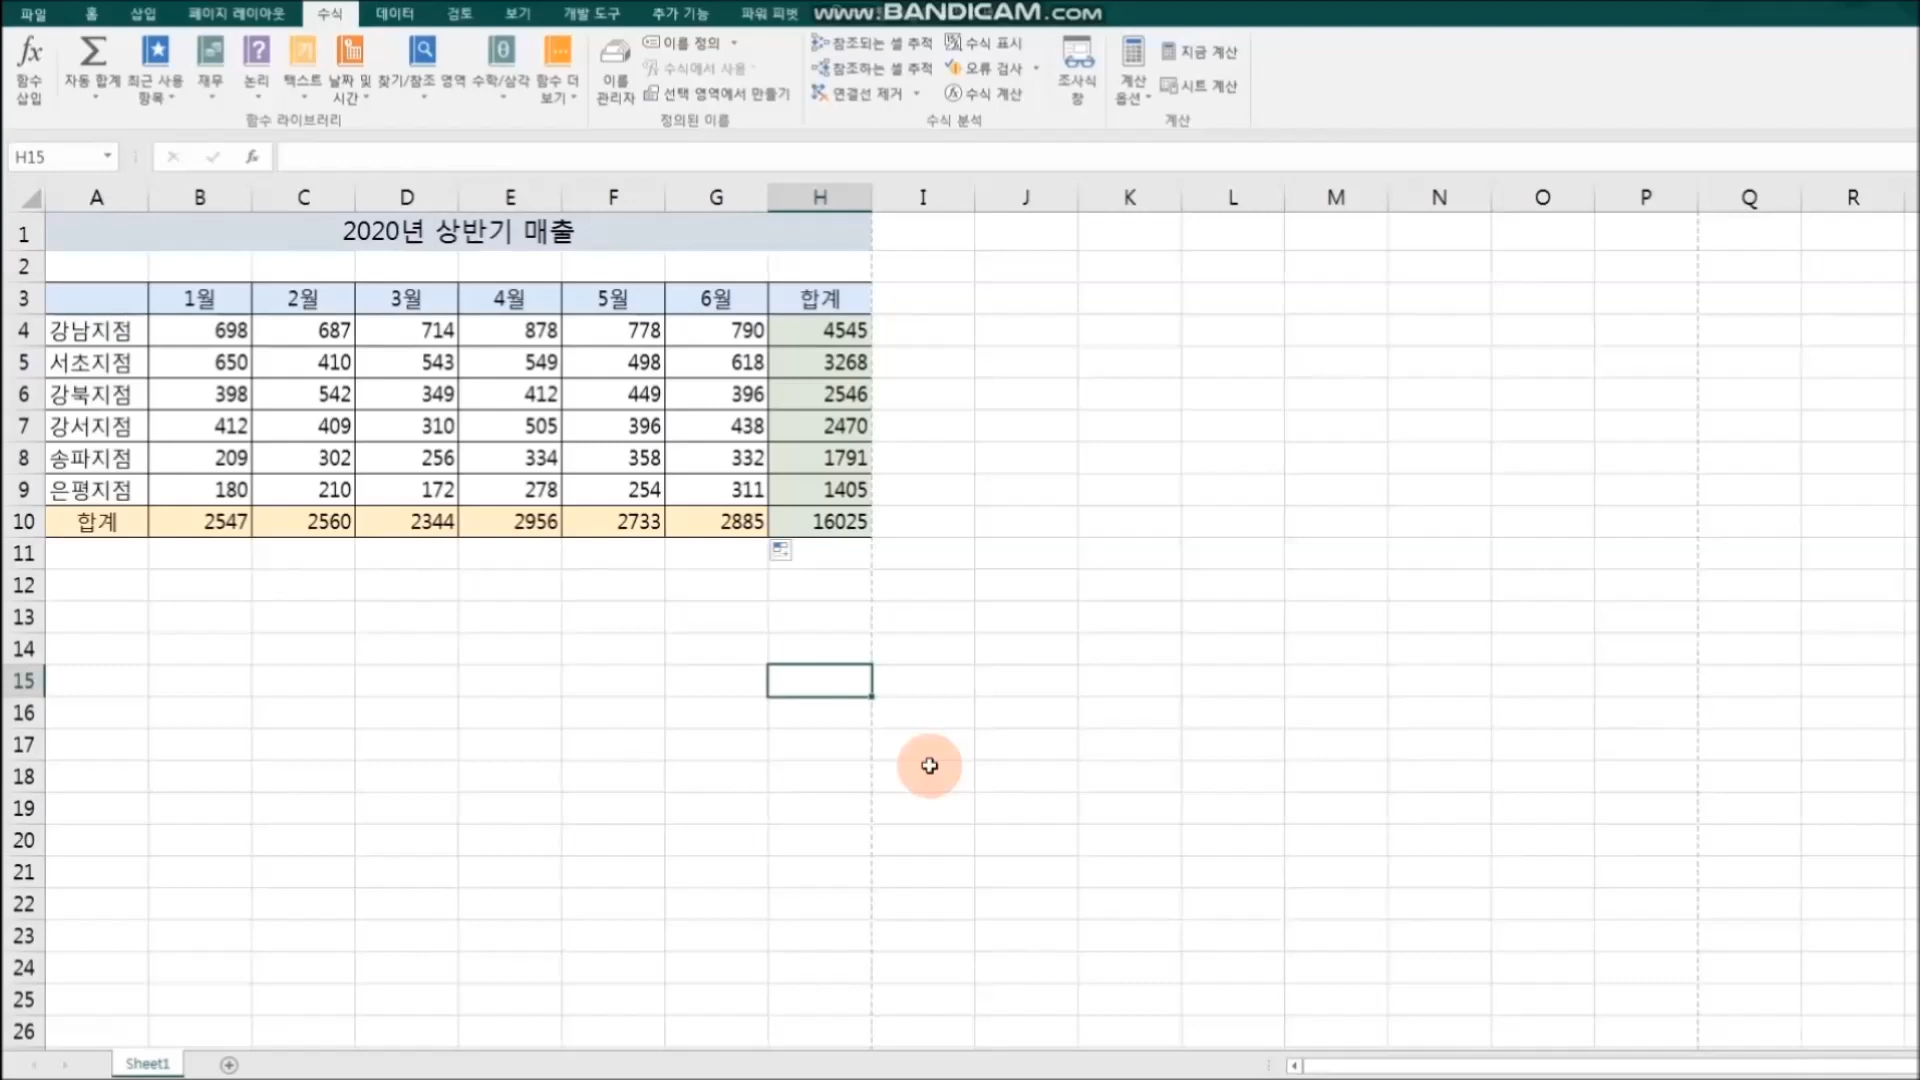 파일 홈 삽입 페이지 레이아웃 수식 데이터 검토 보기 개발 도구 추가 기능 파워 피벗 www.BANDICAM.com
fx 함수 삽입
자동 합계
최근 사용 항목
재무
논리
텍스트
날짜 및 시간
찾기/참조 영역
수학/삼각
함수 더 보기
함수 라이브러리
이름 관리자
이름 정의
수식에서 사용
선택 영역에서 만들기
정의된 이름
참조되는 셀 추적
참조하는 셀 추적
연결선 제거
수식 표시
오류 검사
수식 계산
수식 분석
조사식 창
계산 옵션
지금 계산
시트 계산
계산
H15 fx
A B C D E F G H I J K L M N O P Q R
1 2020년 상반기 매출
2
3 1월 2월 3월 4월 5월 6월 합계
4 강남지점 698 687 714 878 778 790 4545
5 서초지점 650 410 543 549 498 618 3268
6 강북지점 398 542 349 412 449 396 2546
7 강서지점 412 409 310 505 396 438 2470
8 송파지점 209 302 256 334 358 332 1791
9 은평지점 180 210 172 278 254 311 1405
10 합계 2547 2560 2344 2956 2733 2885 16025
11
12
13
14
15
16
17
18
19
20
21
22
23
24
25
26
Sheet1